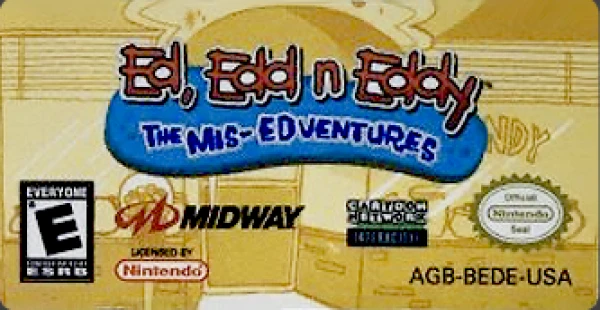 Ed, Edd n Eddy
THE MIS-EDVENTURES
NDY
EVERYONE
E
ESRB
MIDWAY
LICENSED BY
Nintendo
CARTOON
NETWORK
INTERACTIVE
Official
Nintendo
Seal
AGB-BEDE-USA